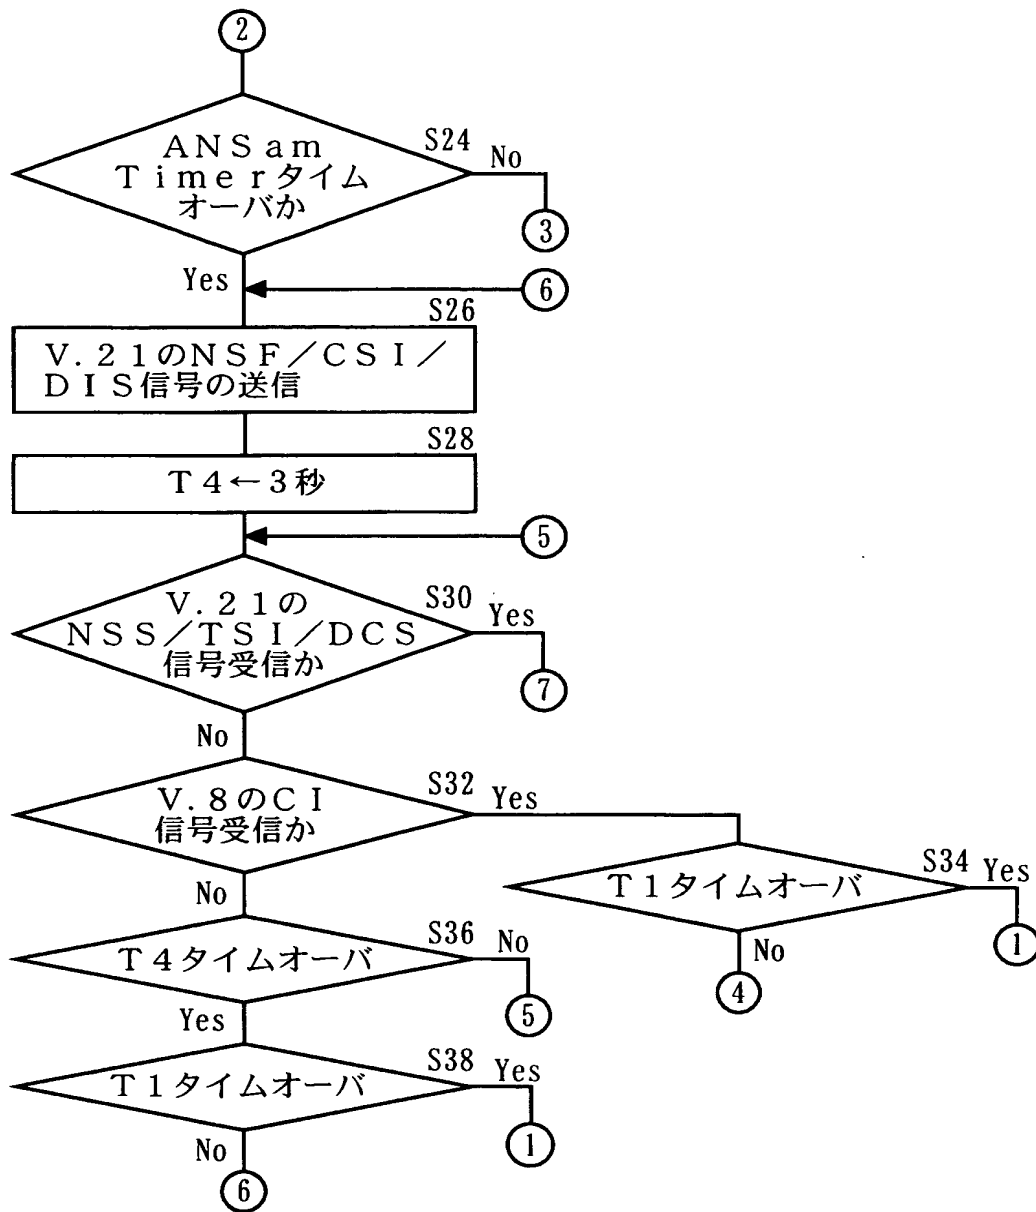 2
S24
ANSam
Timerタイム
オーバか
No
3
Yes
6
S26
V.21のNSF/CSI/
DIS信号の送信
S28
T4←3秒
5
S30
V.21の
NSS/TSI/DCS
信号受信か
Yes
7
No
S32
V.8のCI
信号受信か
Yes
S34
T1タイムオーバ
Yes
1
No
4
No
S36
T4タイムオーバ
No
5
Yes
S38
T1タイムオーバ
Yes
1
No
6